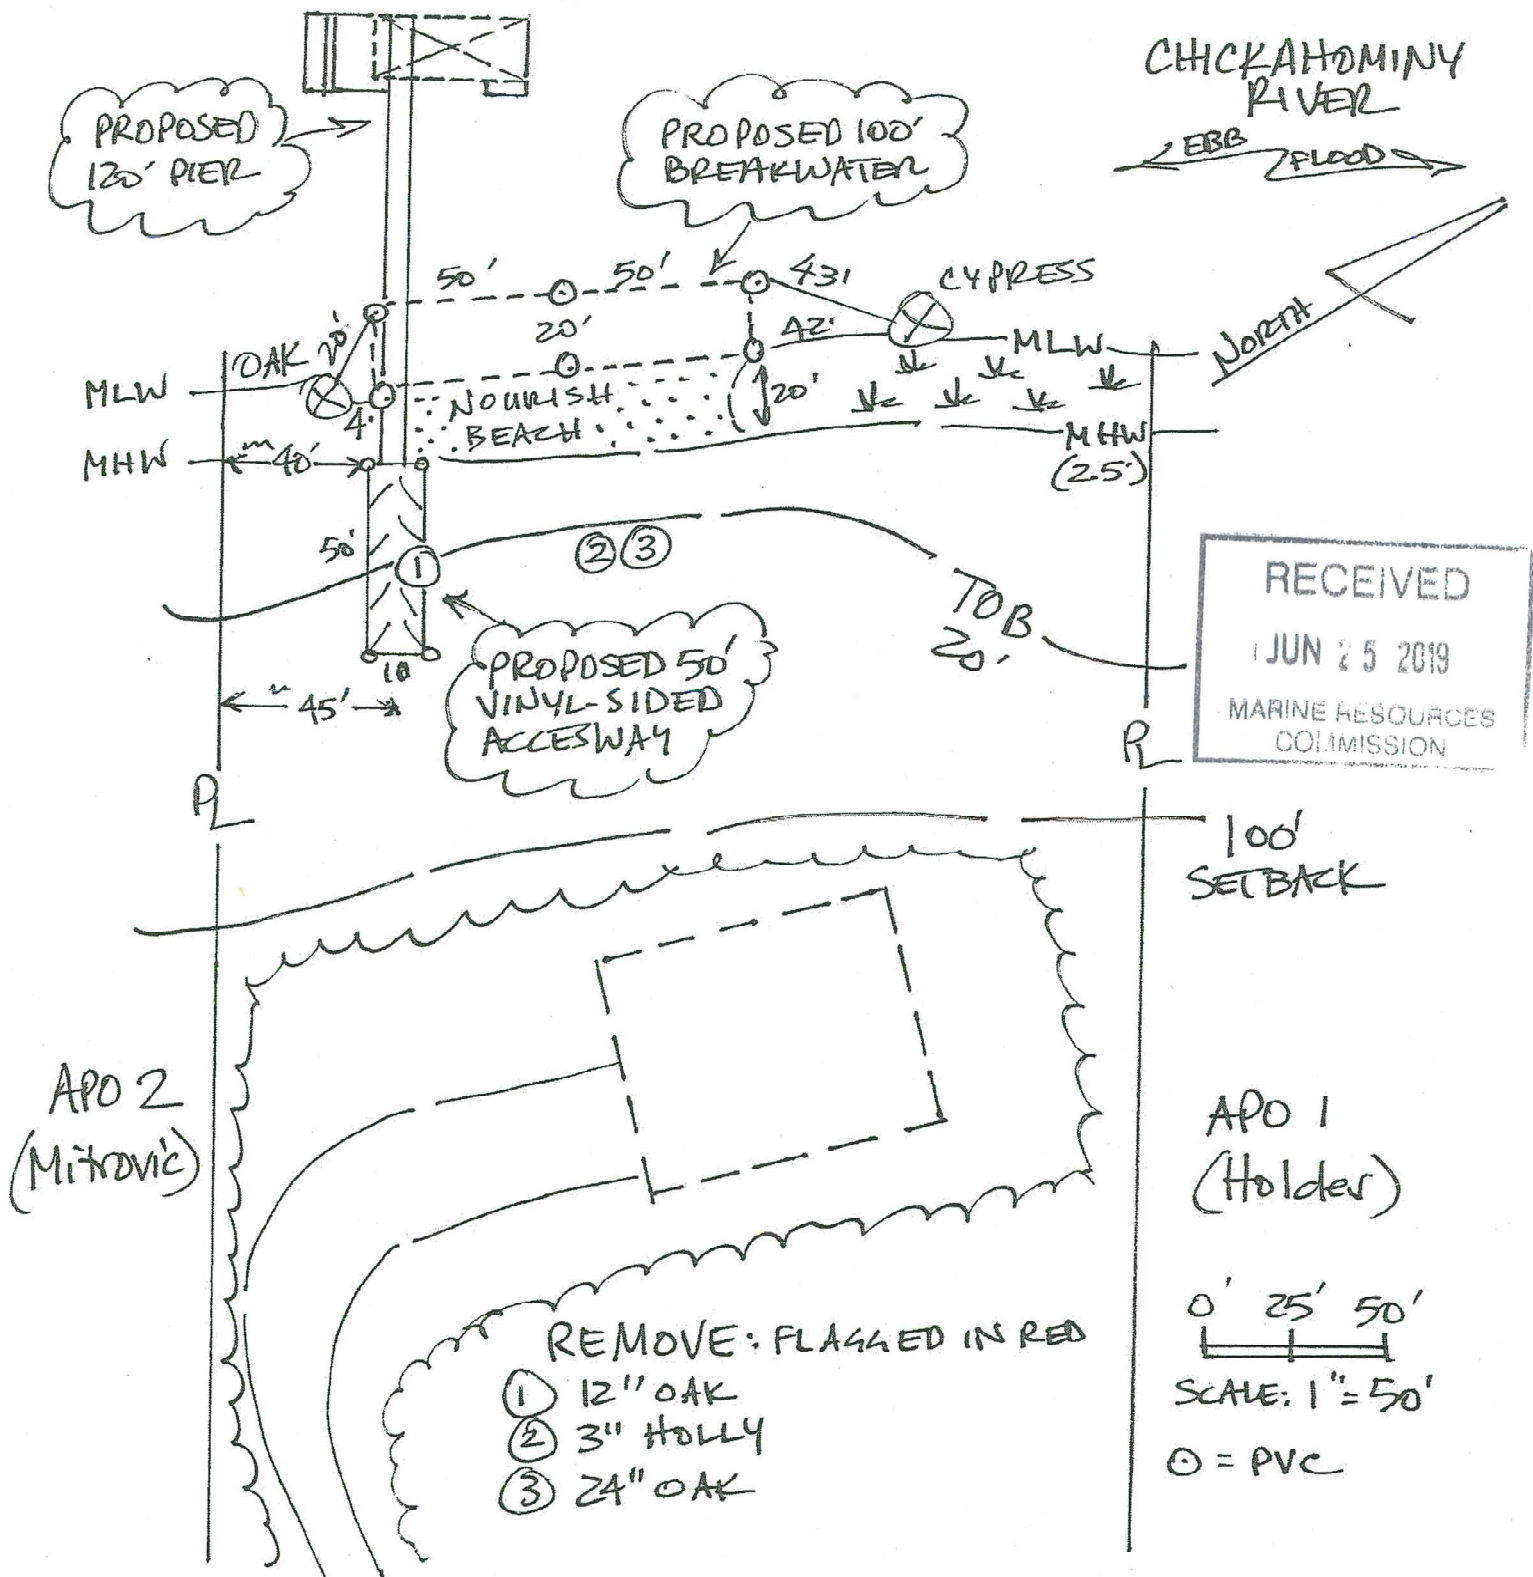 CHICKAHOMINY
RIVER
EBB
FLOOD
NORTH
PROPOSED
120' PIER
PROPOSED 100'
BREAKWATER
50'
50'
43'
CYPRESS
20'
20'
42'
OAK
MLW
MLW
NOURISH
BEACH
20'
4'
MHW
40'
MHW
(25')
50'
1
2
3
TOB
20'
10
45'
PROPOSED 50'
VINYL-SIDED
ACCESWAY
RECEIVED
JUN 25 2019
MARINE RESOURCES
COMMISSION
PL
PL
100'
SETBACK
APO 2
(Mitrovic)
APO 1
(Holder)
REMOVE: FLAGGED IN RED
1 12" OAK
2 3" HOLLY
3 24" OAK
0' 25' 50'
SCALE: 1" = 50'
⊙ = PVC